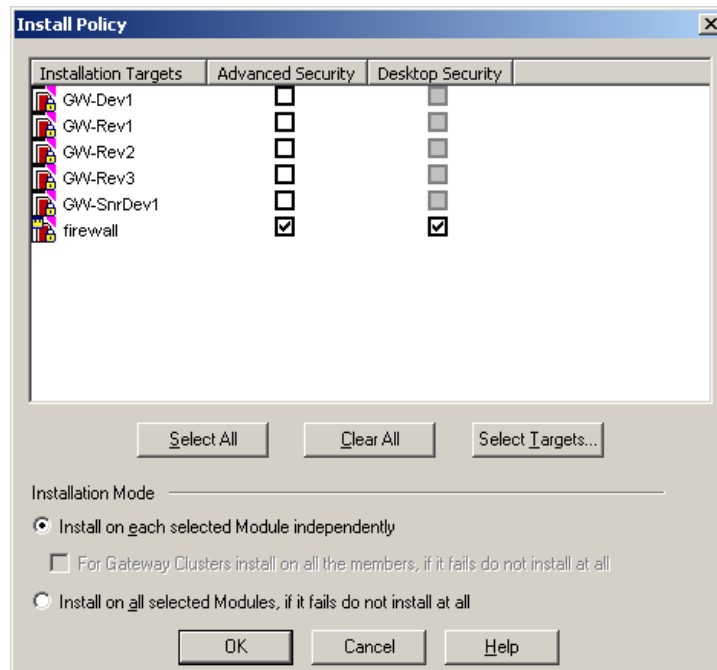 Install Policy
Installation Targets Advanced Security Desktop Security
GW-Dev1
GW-Rev1
GW-Rev2
GW-Rev3
GW-SnrDev1
firewall
Select All Clear All Select Targets...
Installation Mode
Install on each selected Module independently
For Gateway Clusters install on all the members, if it fails do not install at all
Install on all selected Modules, if it fails do not install at all
OK Cancel Help